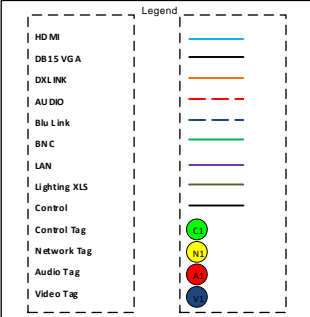 Legend
HDMI
DB15 VGA
DXLINK
AUDIO
Blu Link
BNC
LAN
Lighting XLS
Control
Control Tag C1
Network Tag N1
Audio Tag A1
Video Tag V1